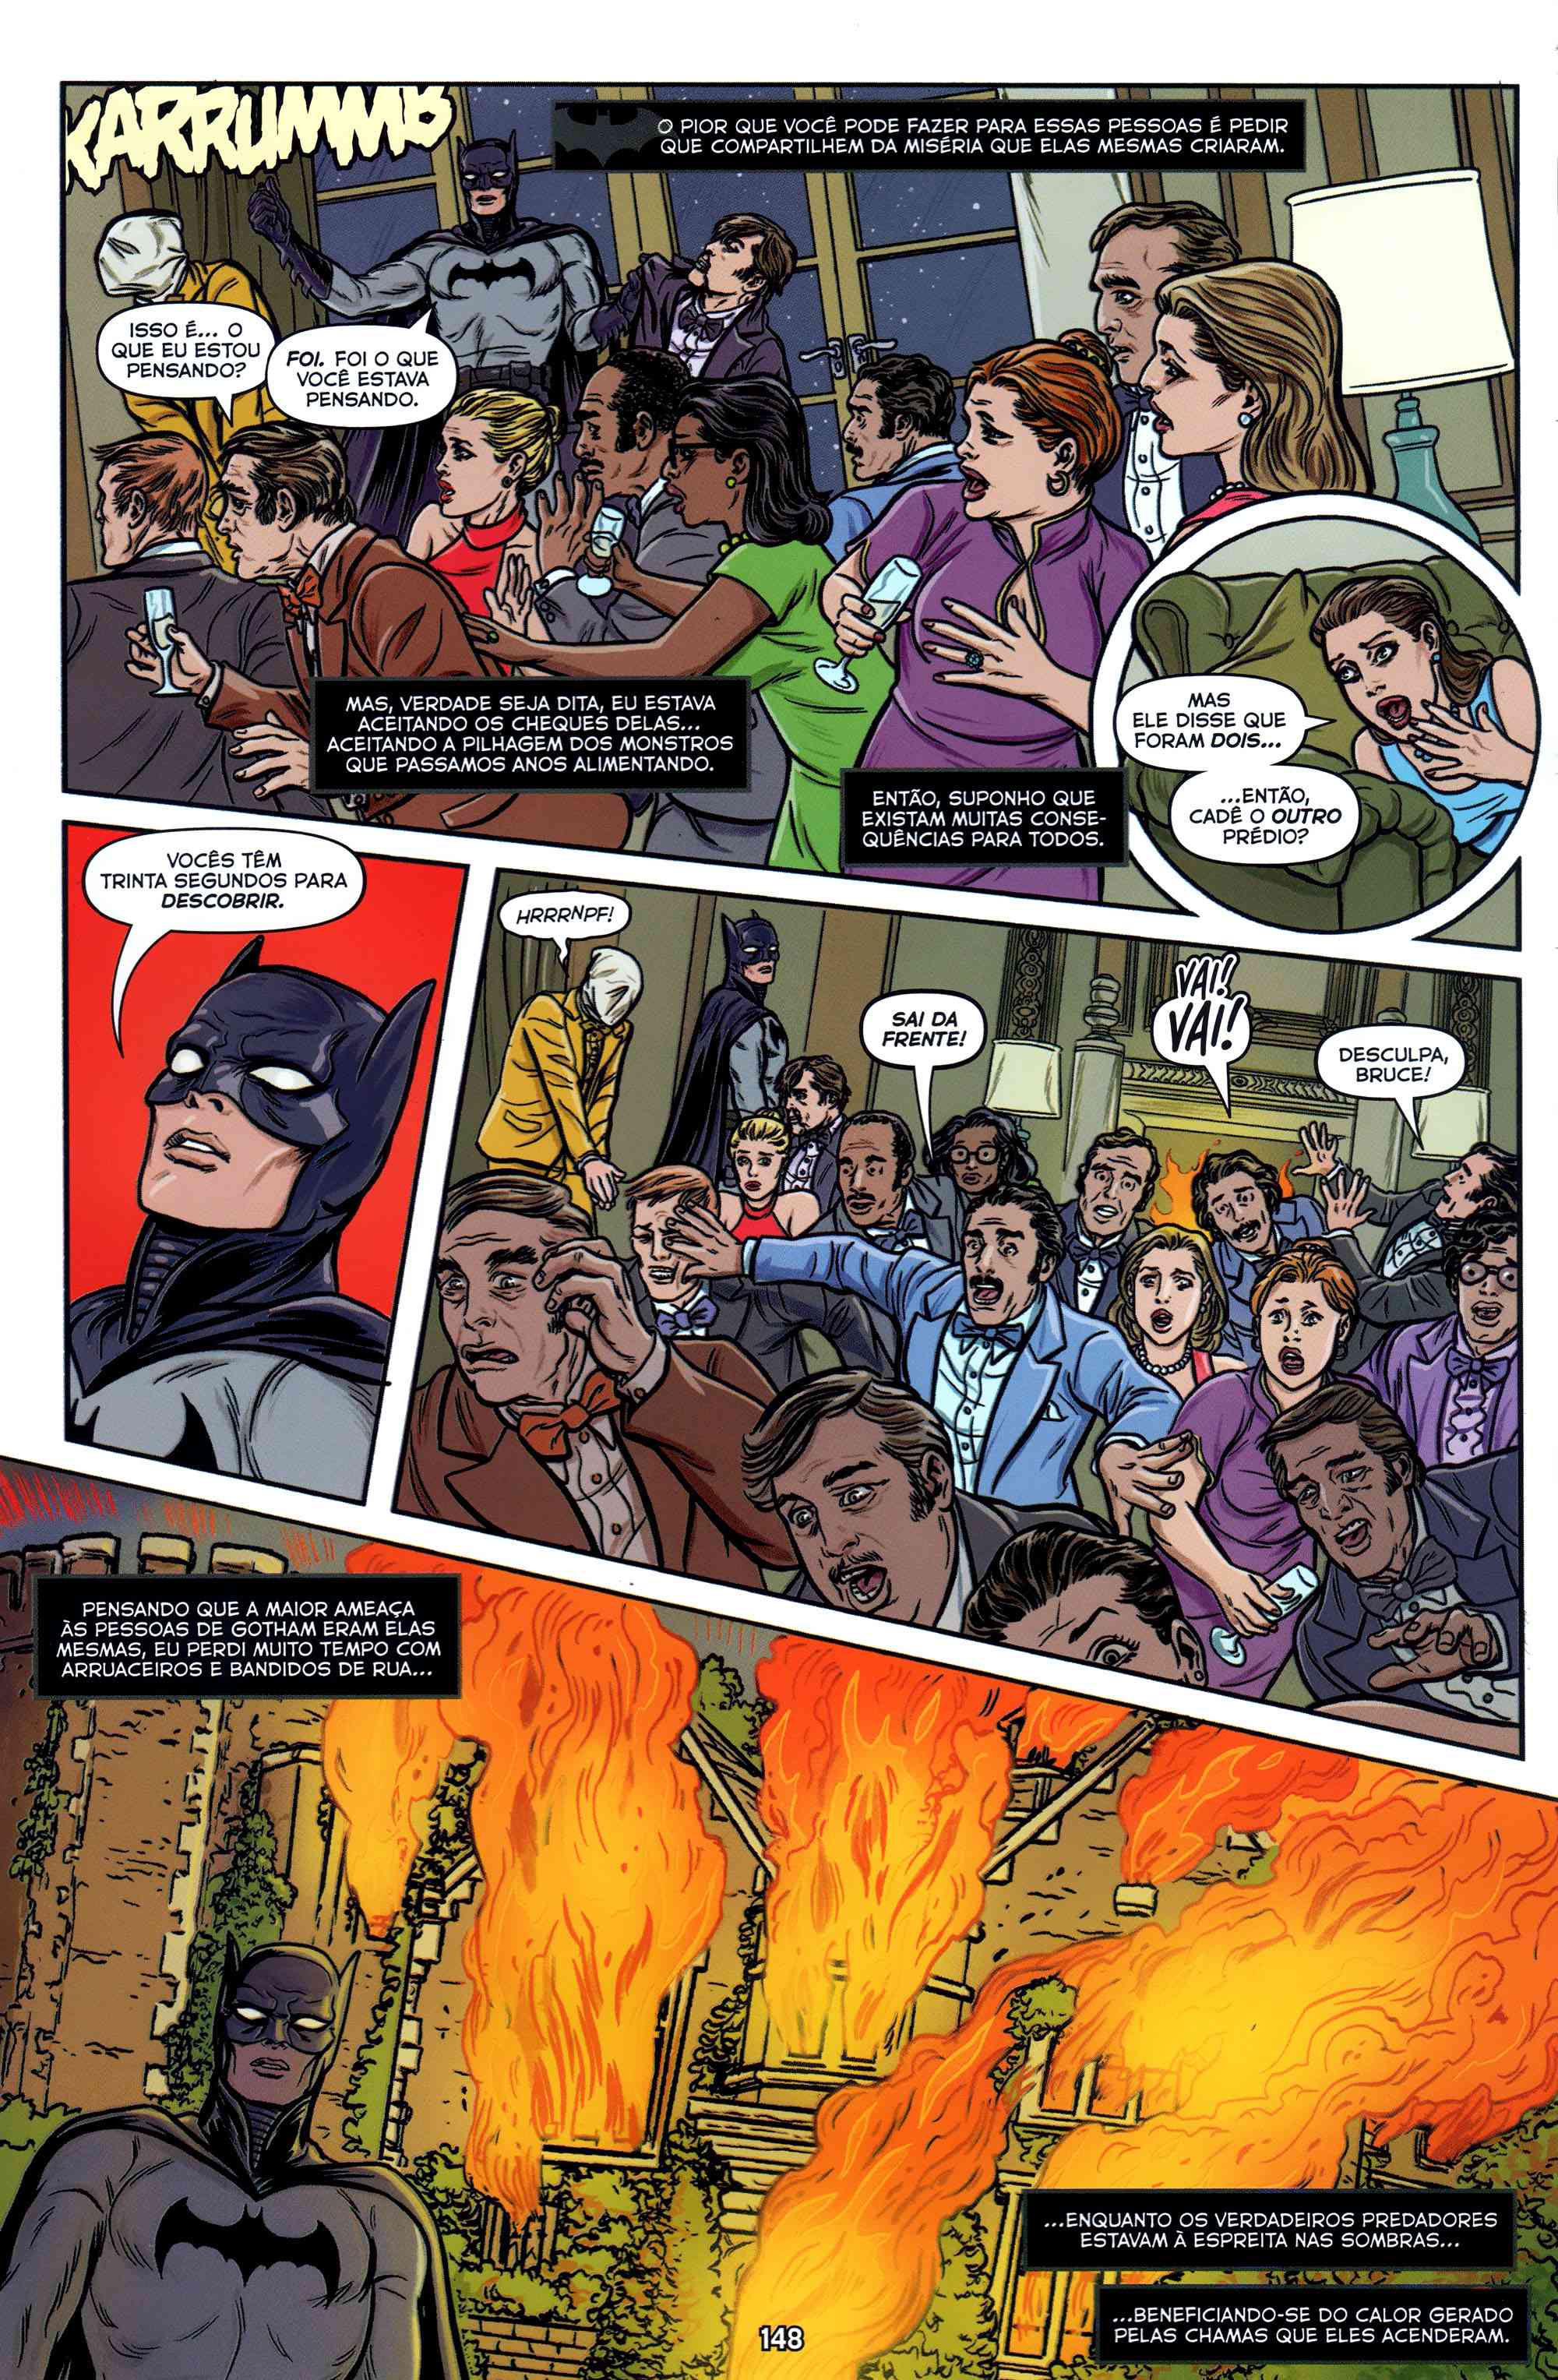 KARRUMMB
O PIOR QUE VOCÊ PODE FAZER PARA ESSAS PESSOAS É PEDIR
QUE COMPARTILHEM DA MISÉRIA QUE ELAS MESMAS CRIARAM.
ISSO É... O
QUE EU ESTOU
PENSANDO?
FOI. FOI O QUE
VOCÊ ESTAVA
PENSANDO.
MAS, VERDADE SEJA DITA, EU ESTAVA
ACEITANDO OS CHEQUES DELAS...
ACEITANDO A PILHAGEM DOS MONSTROS
QUE PASSAMOS ANOS ALIMENTANDO.
ENTÃO, SUPONHO QUE
EXISTAM MUITAS CONSE-
QUÊNCIAS PARA TODOS.
MAS
ELE DISSE QUE
FORAM DOIS...
...ENTÃO,
CADÊ O OUTRO
PRÉDIO?
VOCÊS TÊM
TRINTA SEGUNDOS PARA
DESCOBRIR.
HRRRNPF!
SAI DA
FRENTE!
VAI!
VAI!
DESCULPA,
BRUCE!
PENSANDO QUE A MAIOR AMEAÇA
ÀS PESSOAS DE GOTHAM ERAM ELAS
MESMAS, EU PERDI MUITO TEMPO COM
ARRUACEIROS E BANDIDOS DE RUA...
...ENQUANTO OS VERDADEIROS PREDADORES
ESTAVAM À ESPREITA NAS SOMBRAS...
...BENEFICIANDO-SE DO CALOR GERADO
PELAS CHAMAS QUE ELES ACENDERAM.
148